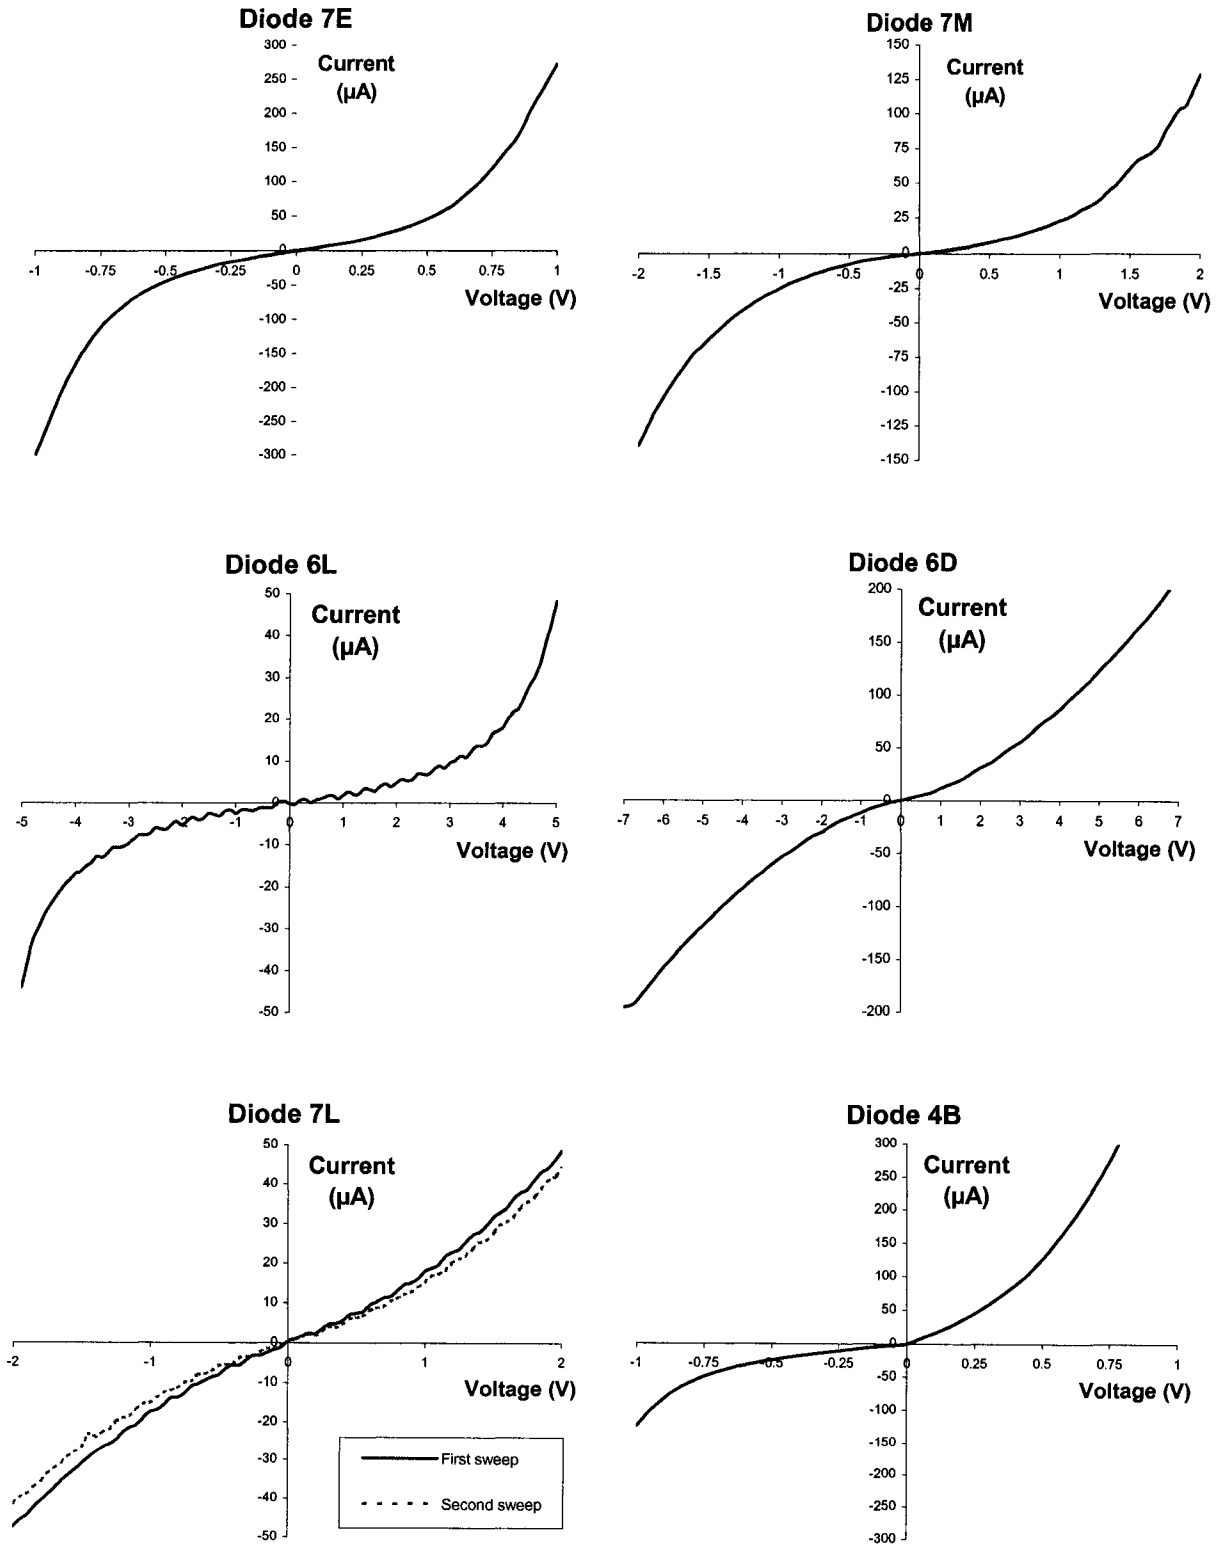 Diode 7E
300
Current
(µA)
250
200
150
100
50
0
-1 -0.75 -0.5 -0.25 0 0.25 0.5 0.75 1
-50
Voltage (V)
-100
-150
-200
-250
-300
Diode 7M
150
Current
(µA)
125
100
75
50
25
0
-2 -1.5 -1 -0.5 0 0.5 1 1.5 2
-25
Voltage (V)
-50
-75
-100
-125
-150
Diode 6L
50
Current
(µA)
40
30
20
10
0
-5 -4 -3 -2 -1 0 1 2 3 4 5
-10
Voltage (V)
-20
-30
-40
-50
Diode 6D
200
Current
(µA)
150
100
50
0
-7 -6 -5 -4 -3 -2 -1 0 1 2 3 4 5 6 7
-50
Voltage (V)
-100
-150
-200
Diode 7L
50
Current
(µA)
40
30
20
10
0
-2 -1 0 1 2
-10
Voltage (V)
-20
-30
-40
-50
First sweep
Second sweep
Diode 4B
300
Current
(µA)
250
200
150
100
50
0
-1 -0.75 -0.5 -0.25 0 0.25 0.5 0.75 1
-50
Voltage (V)
-100
-150
-200
-250
-300